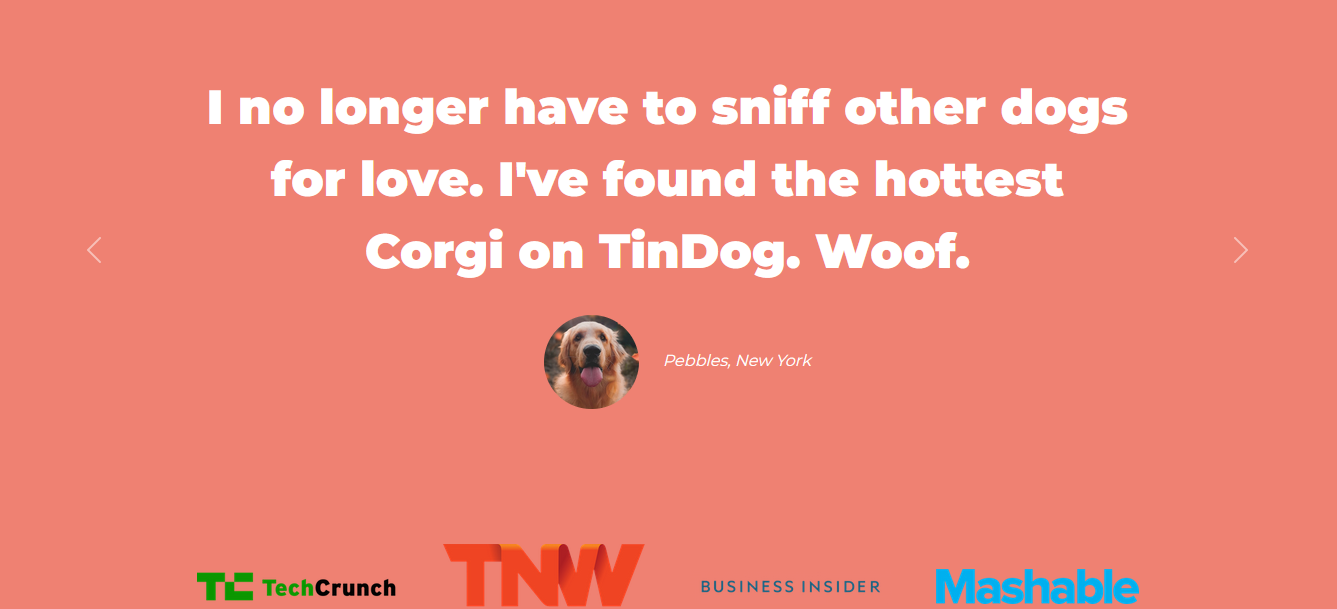 I no longer have to sniff other dogs
for love. I've found the hottest
Corgi on TinDog. Woof.
Pebbles, New York
TC TechCrunch
TNW
BUSINESS INSIDER
Mashable